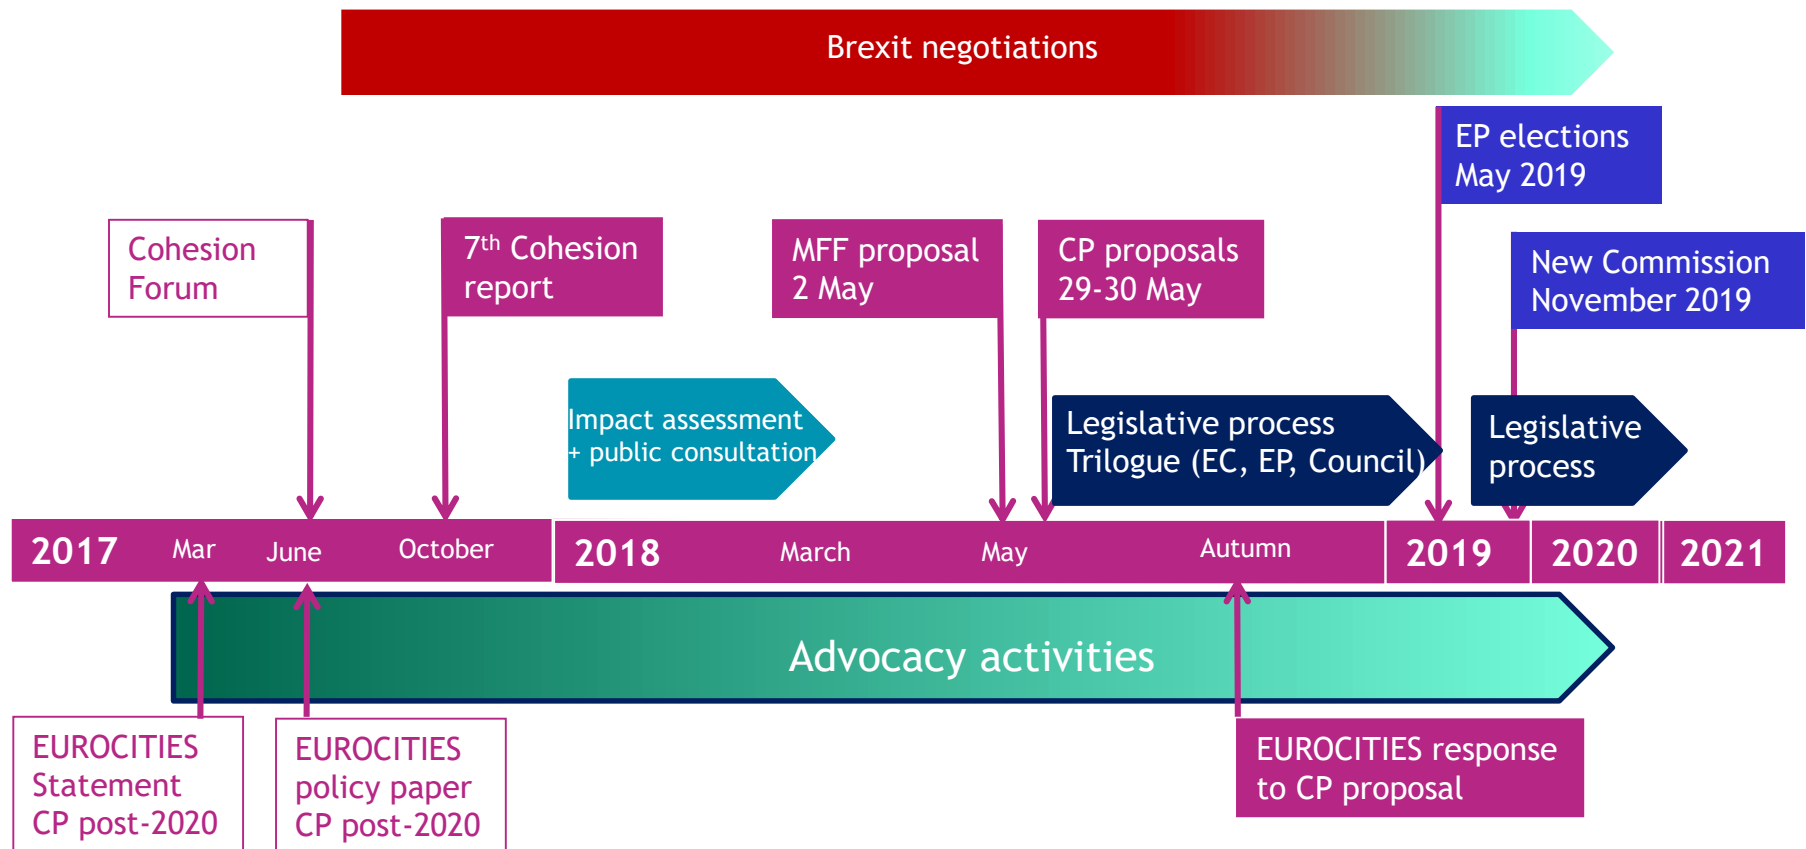 Brexit negotiations
EP elections
May 2019
Cohesion
Forum
7th Cohesion
report
MFF proposal
2 May
CP proposals
29-30 May
New Commission
November 2019
Impact assessment
+ public consultation
Legislative process
Trilogue (EC, EP, Council)
Legislative
process
2017 Mar June October 2018 March May Autumn 2019 2020 2021
Advocacy activities
EUROCITIES
Statement
CP post-2020
EUROCITIES
policy paper
CP post-2020
EUROCITIES response
to CP proposal